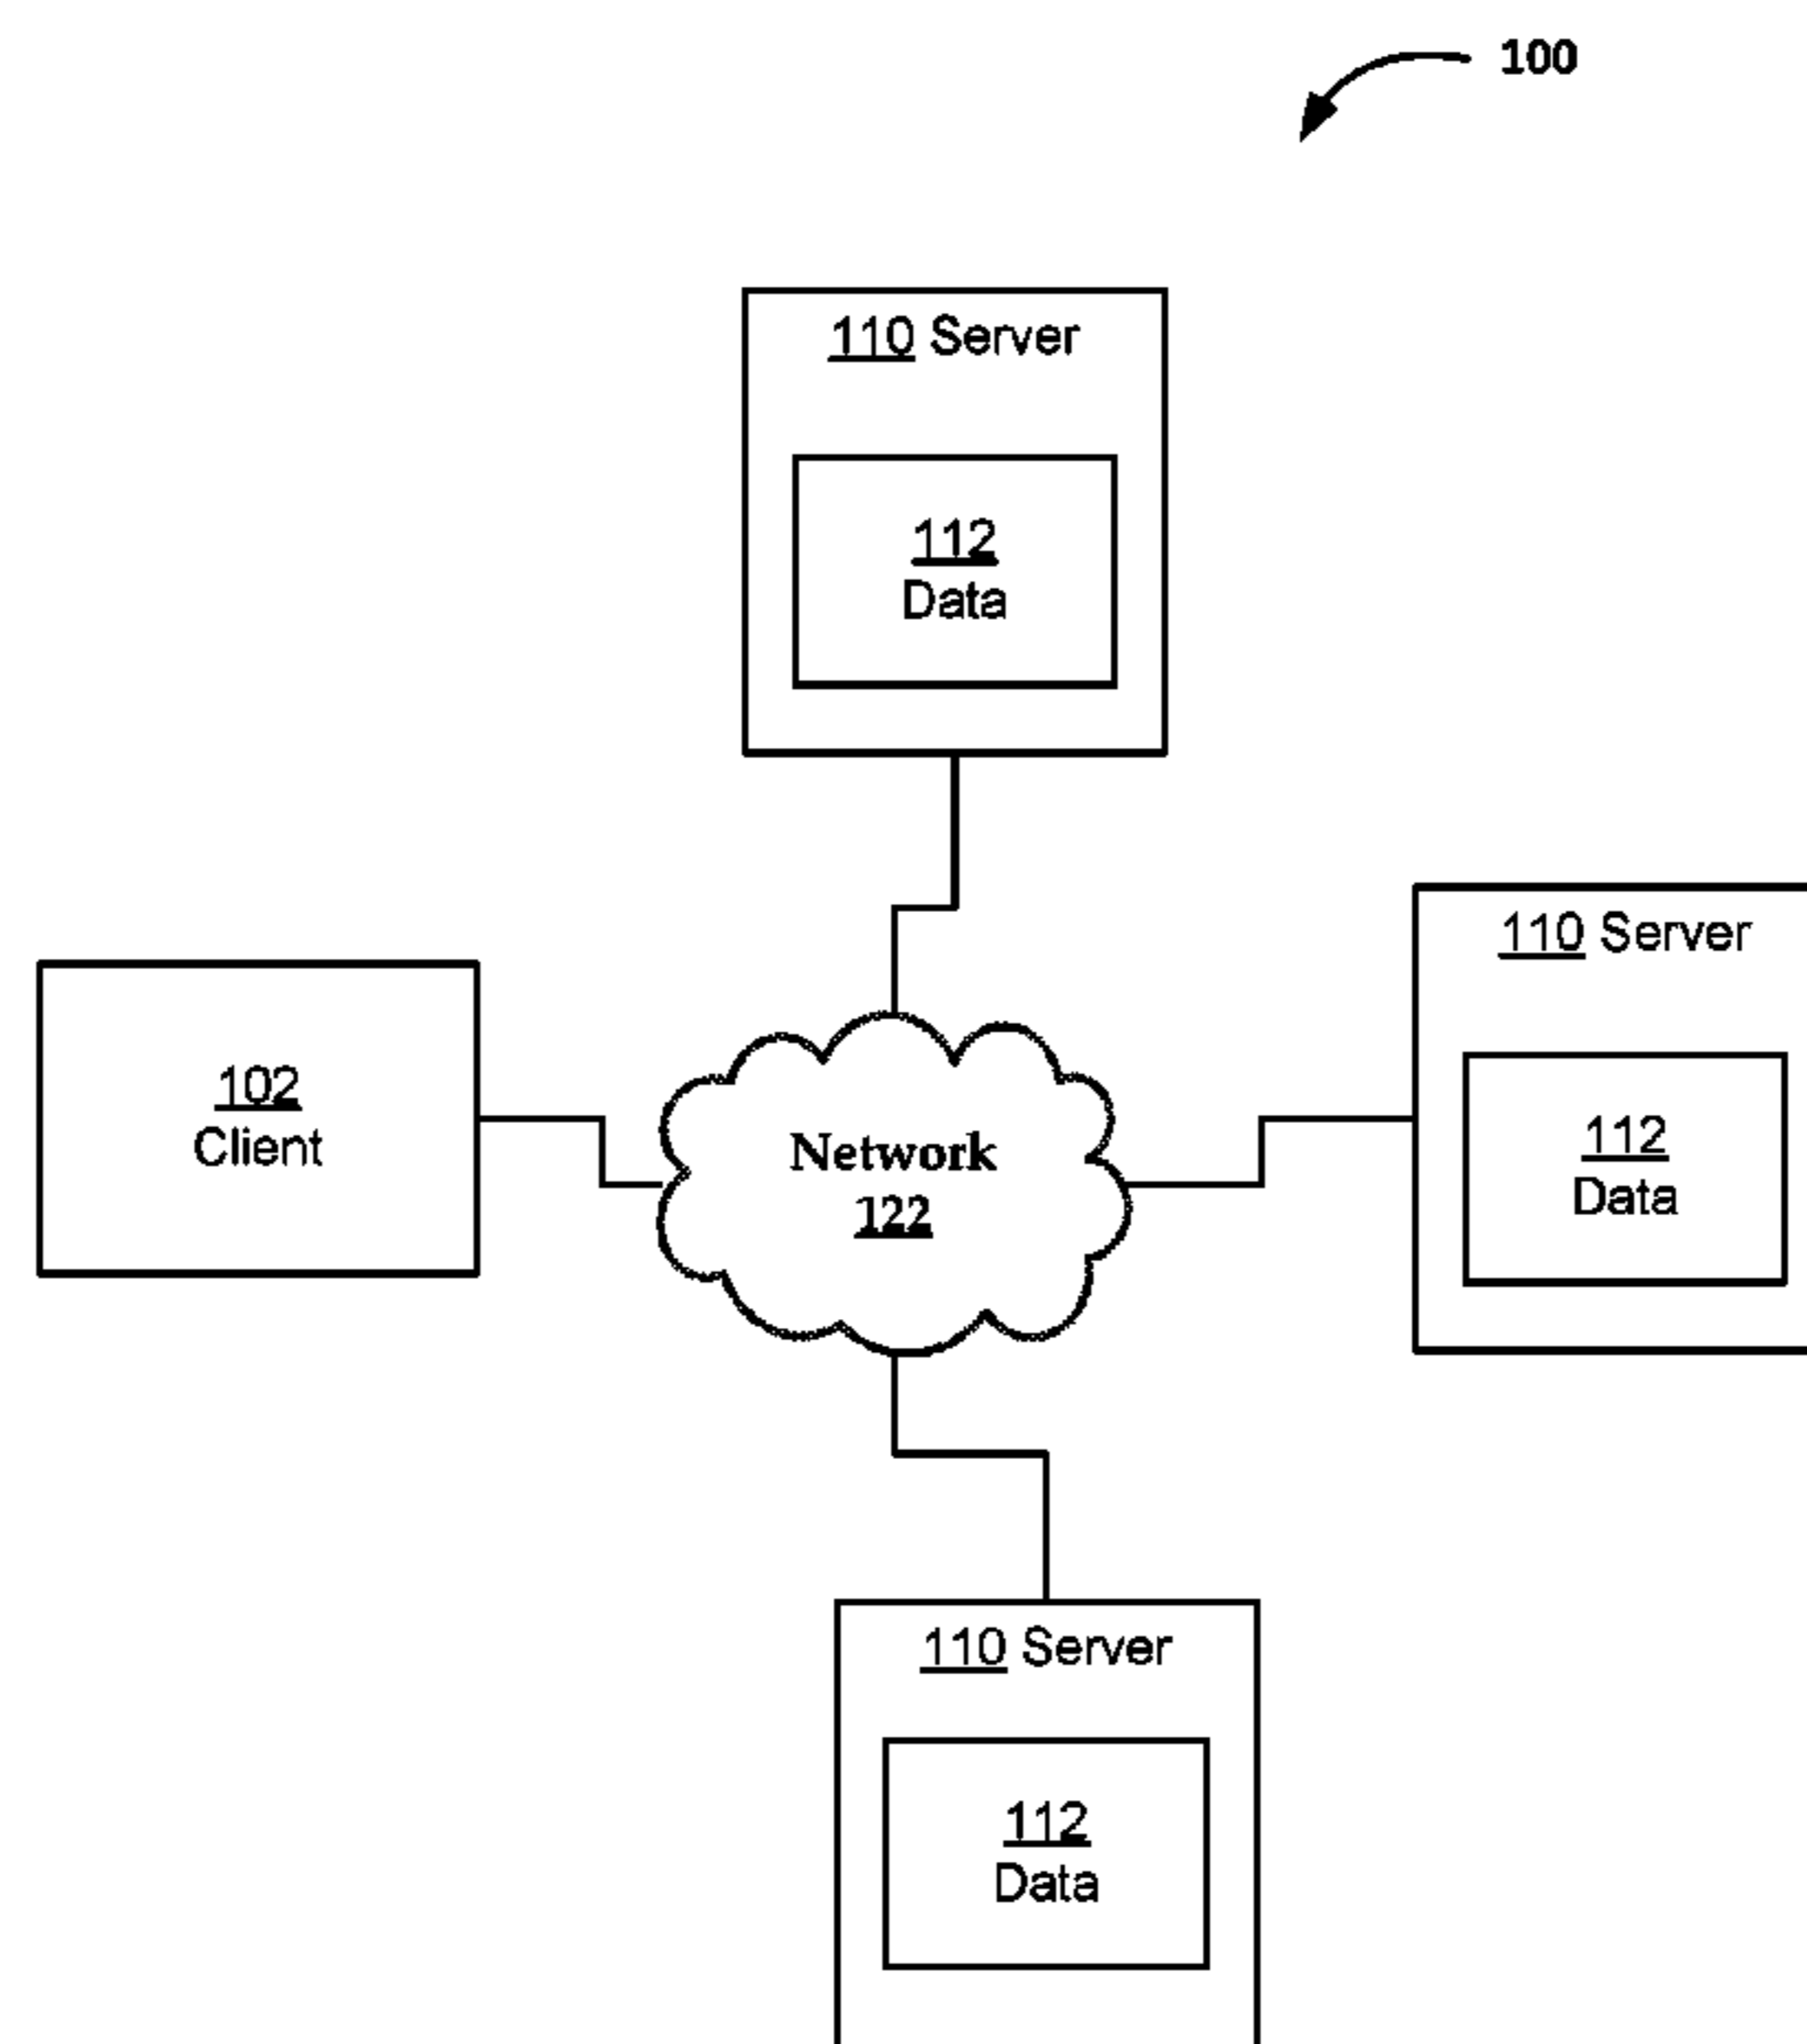 100
110 Server
112
Data
110 Server
102
Client
112
Data
Network
122
110 Server
112
Data